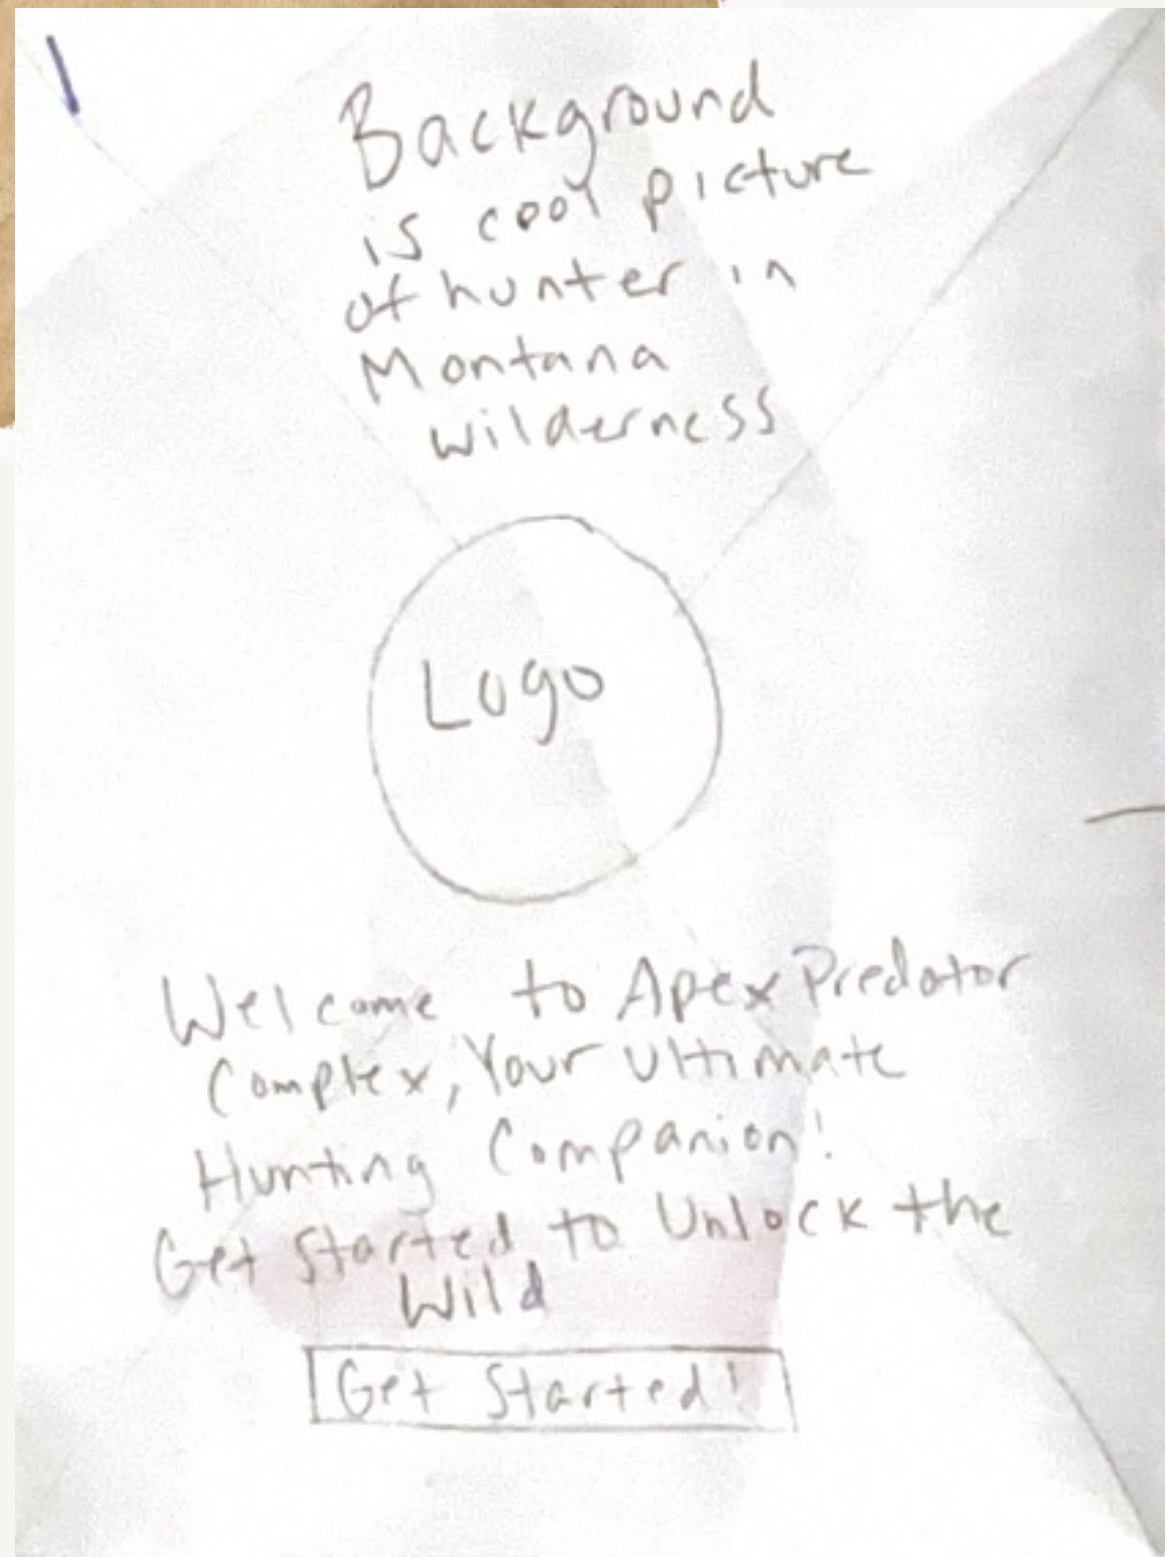 Background
is cool picture
of hunter in
Montana
wilderness
Logo
Welcome to Apex Predator
Complex, Your Ultimate
Hunting Companion!
Get Started to Unlock the
Wild
Get Started!